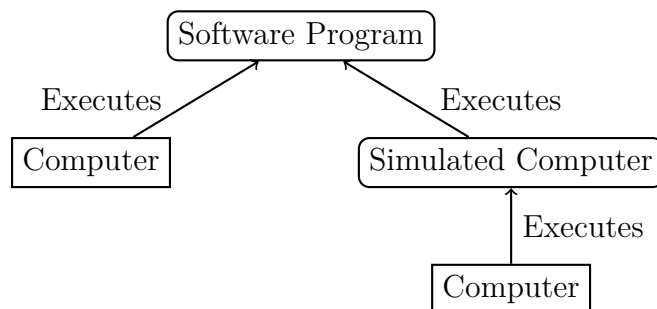 Software Program
Executes
Executes
Computer
Simulated Computer
Executes
Computer